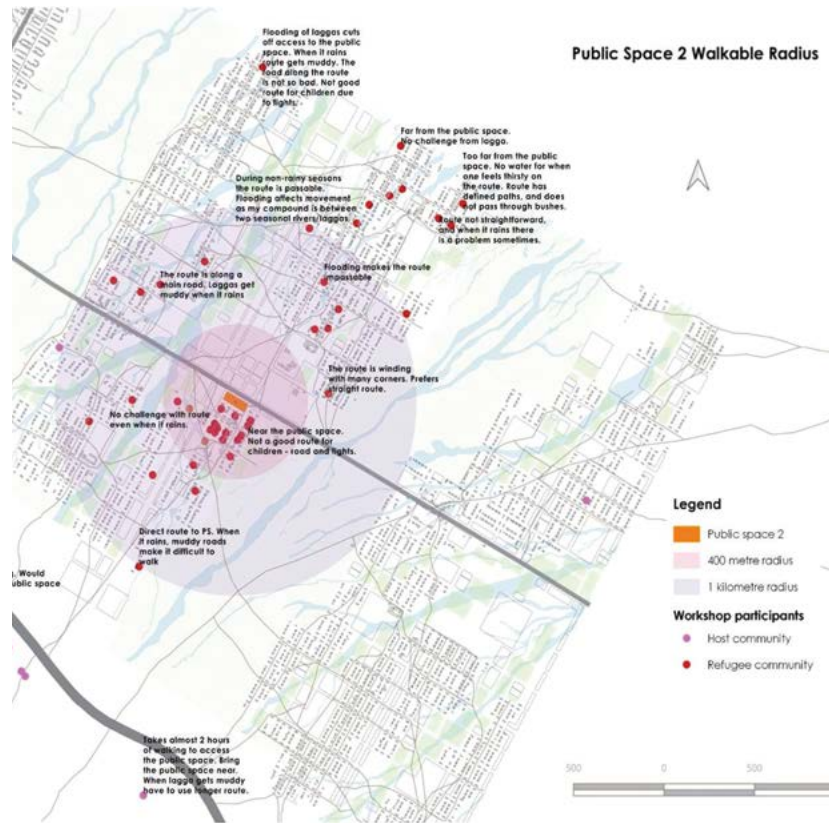 Flooding of laggas cuts
off access to the public
space. When it rains
route gets muddy. The
road along the route
is not so bad. Not good
route for children due
to fights.
Public Space 2 Walkable Radius
Far from the public space.
No challenge from lagga.
Too far from the public
space. No water for when
one feels thirsty on
the route. Route has
defined paths, and does
not pass through bushes.
During non-rainy seasons
the route is passable.
Flooding affects movement
as my compound is between
two seasonal rivers/laggas
Route not straightforward,
and when it rains there
is a problem sometimes.
The route is along a
main road. Laggas get
muddy when it rains
Flooding makes the route
impassable
The route is winding
with many corners. Prefers
straight route.
No challenge with route
even when it rains.
Near the public space.
Not a good route for
children - road and fights.
Direct route to PS. When
it rains, muddy roads
make it difficult to
walk
. Would
ublic space
Takes almost 2 hours
of walking to access
the public space. Bring
the public space near.
When lagga gets muddy
have to use longer route.
Legend
Public space 2
400 metre radius
1 kilometre radius
Workshop participants
Host community
Refugee community
500 0 500